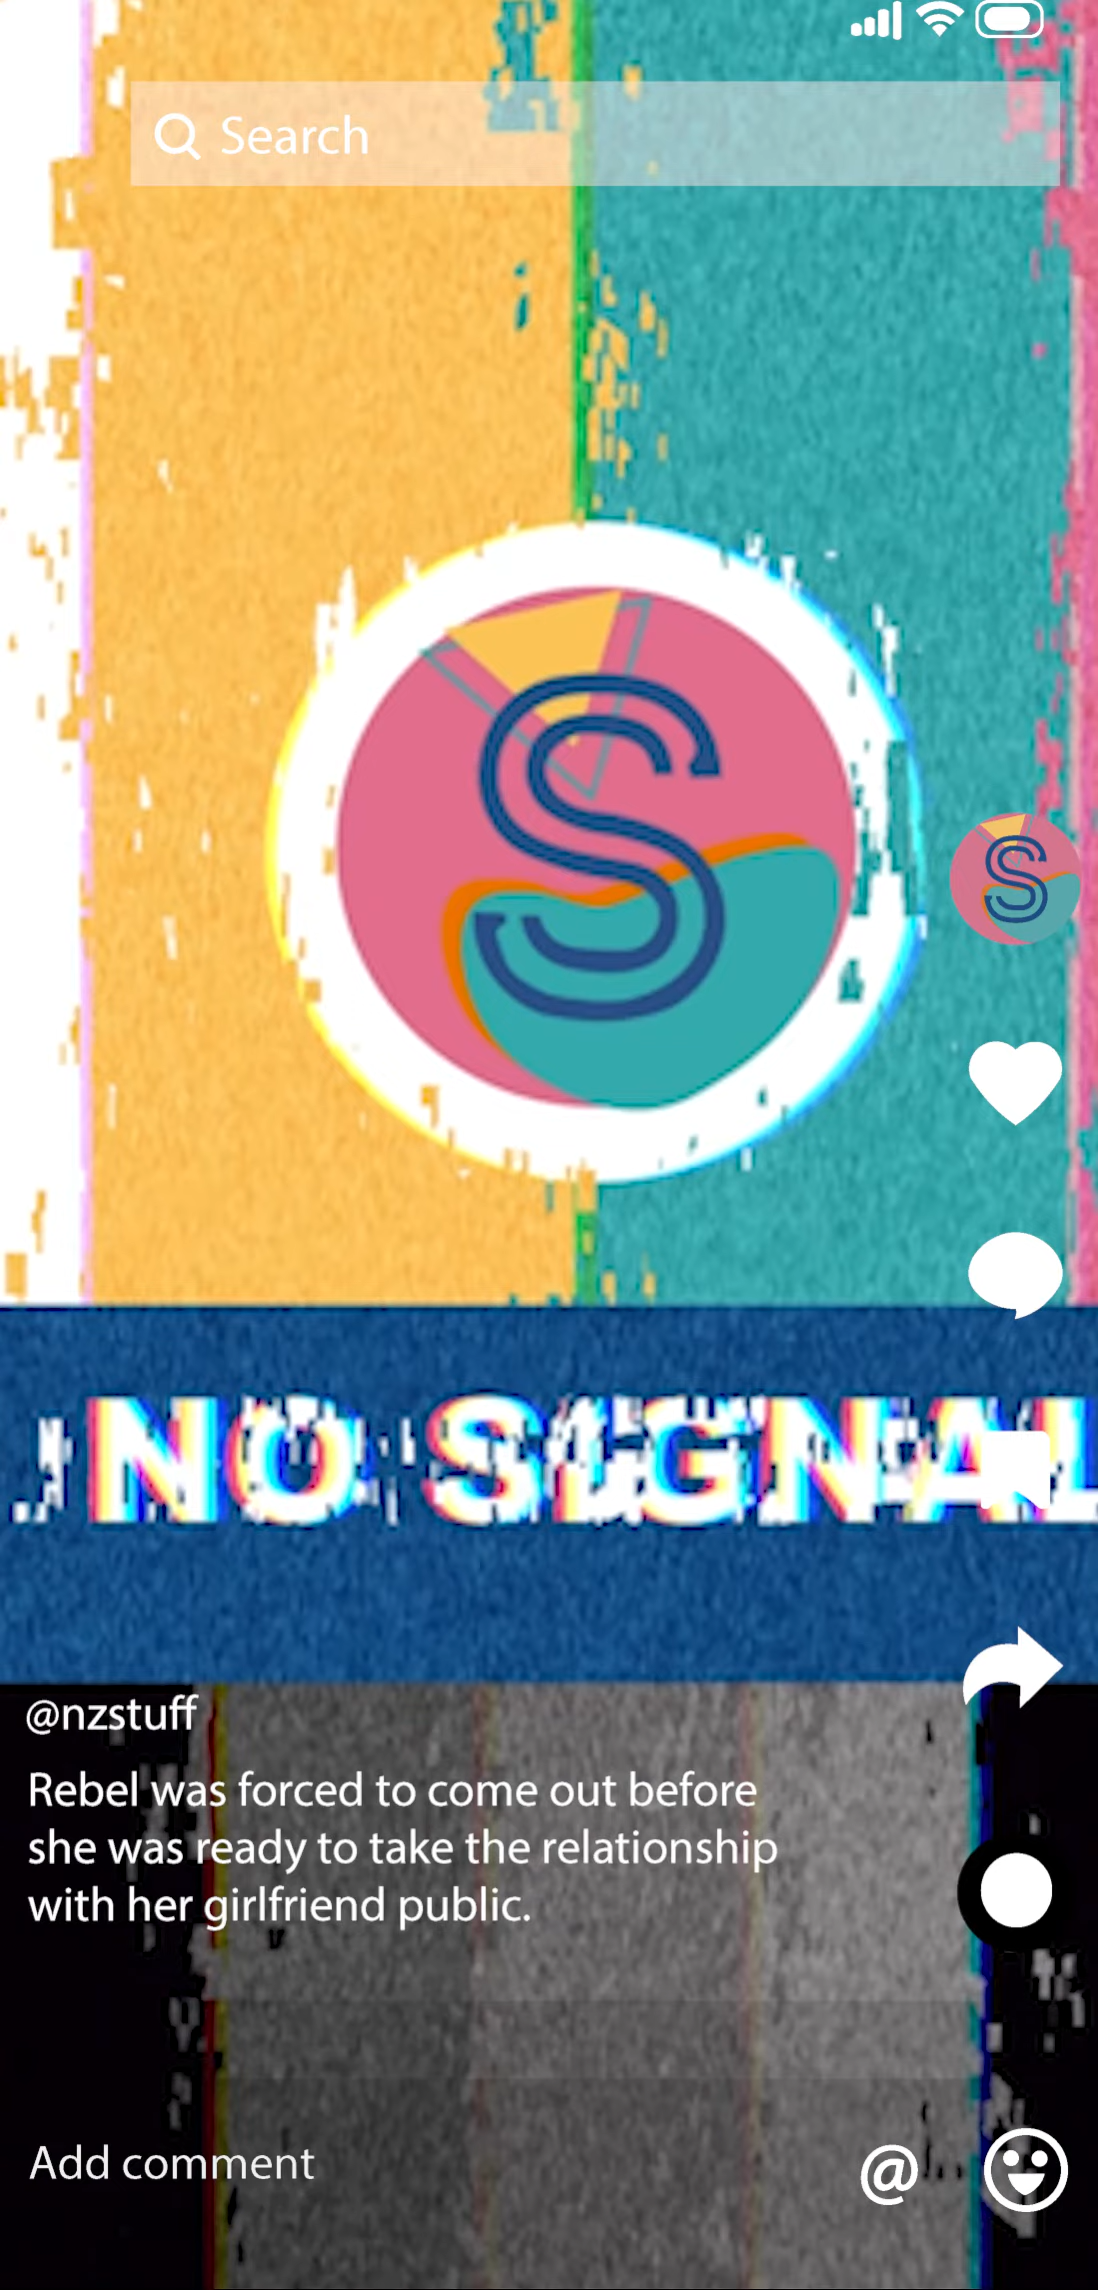 Search
S
S
NO SIGNAL
@nzstuff
Rebel was forced to come out before
she was ready to take the relationship
with her girlfriend public.
Add comment
@